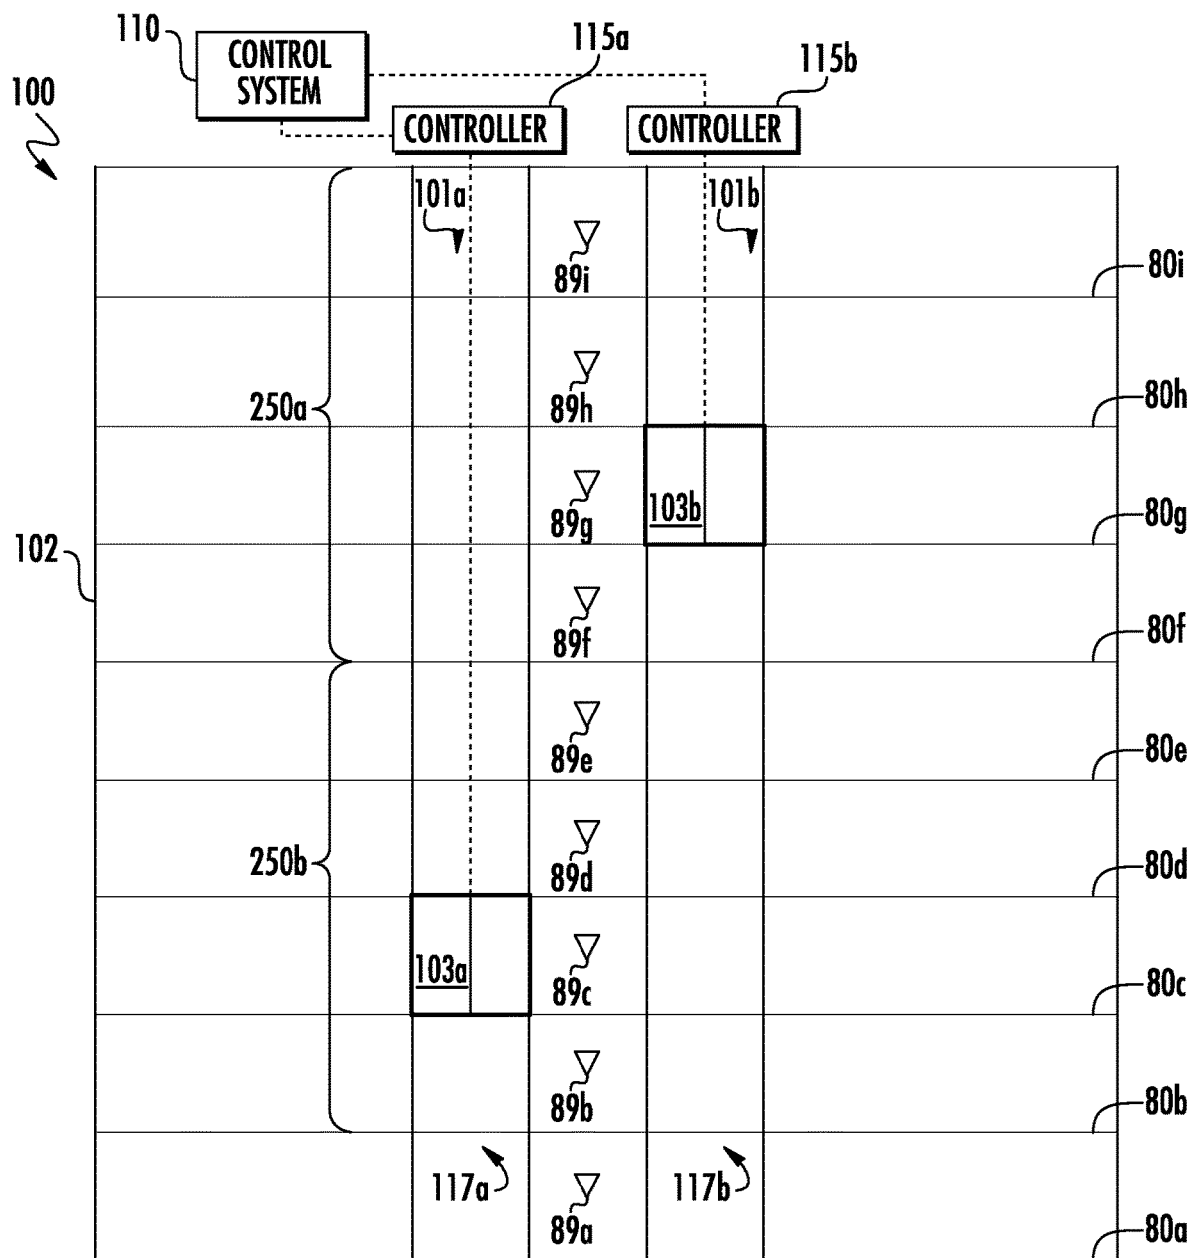 110
CONTROL
SYSTEM
115a
115b
100
CONTROLLER
CONTROLLER
101a
101b
89i
80i
250a
89h
80h
103b
89g
80g
102
89f
80f
89e
80e
250b
89d
80d
103a
89c
80c
89b
80b
117a
117b
89a
80a